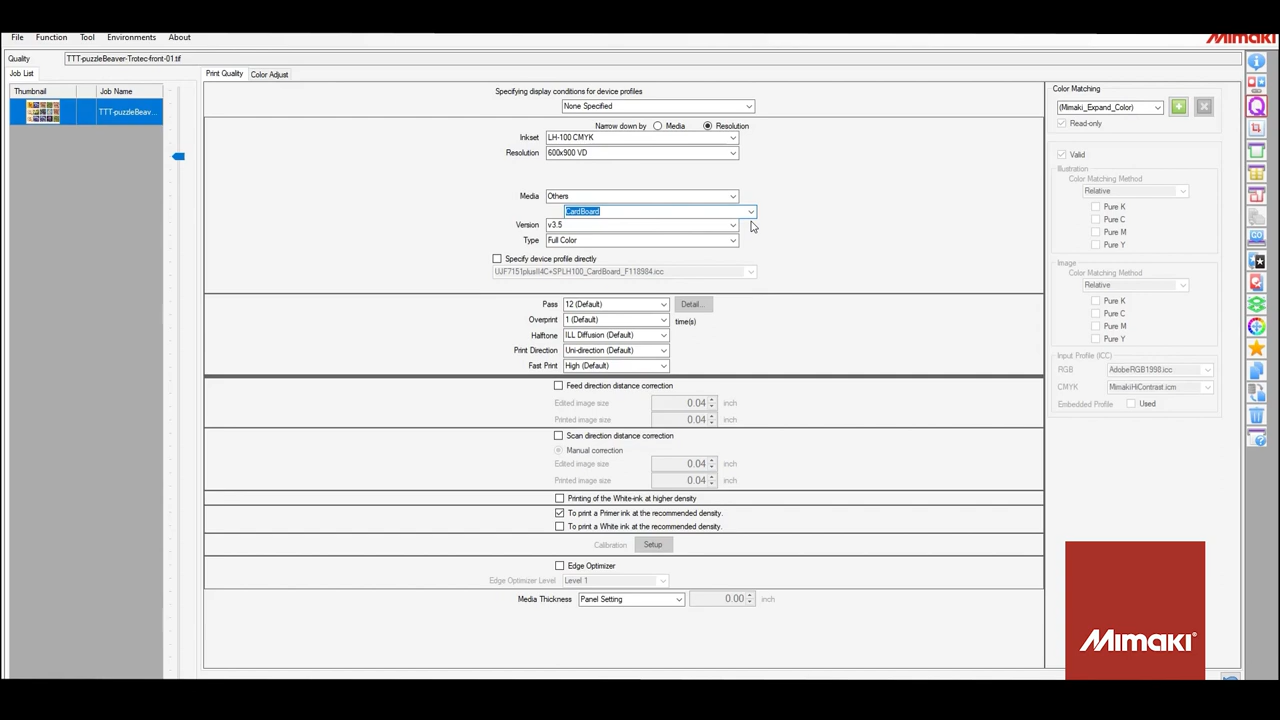 Mimaki
File Function Tool Environments About
Quality TTT-puzzleBeaver-Trotec-front-01.tif
Job List Print Quality Color Adjust
Thumbnail Job Name
TTT-puzzleBeav...
Specifying display conditions for device profiles
None Specified
Narrow down by Media Resolution
Inkset LH-100 CMYK
Resolution 600x900 VD
Media Others
CardBoard
Version v3.5
Type Full Color
Specify device profile directly
UJF7151plusII4C×SP,LH100_CardBoard_F118984.icc
Pass 12 (Default) Detail...
Overprint 1 (Default) time(s)
Halftone ILL Diffusion (Default)
Print Direction Uni-direction (Default)
Fast Print High (Default)
Feed direction distance correction
Edited image size 0.04 inch
Printed image size 0.04 inch
Scan direction distance correction
Manual correction
Edited image size 0.04 inch
Printed image size 0.04 inch
Printing of the White-ink at higher density
To print a Primer ink at the recommended density.
To print a White ink at the recommended density.
Calibration Setup
Edge Optimizer
Edge Optimizer Level Level 1
Media Thickness Panel Setting 0.00 inch
Color Matching
(Mimaki_Expand_Color)
Read-only
Valid
Illustration
Color Matching Method
Relative
Pure K
Pure C
Pure M
Pure Y
Image
Color Matching Method
Relative
Pure K
Pure C
Pure M
Pure Y
Input Profile (ICC)
RGB AdobeRGB1998.icc
CMYK MimakiHiContrast.icm
Embedded Profile Used
Mimaki